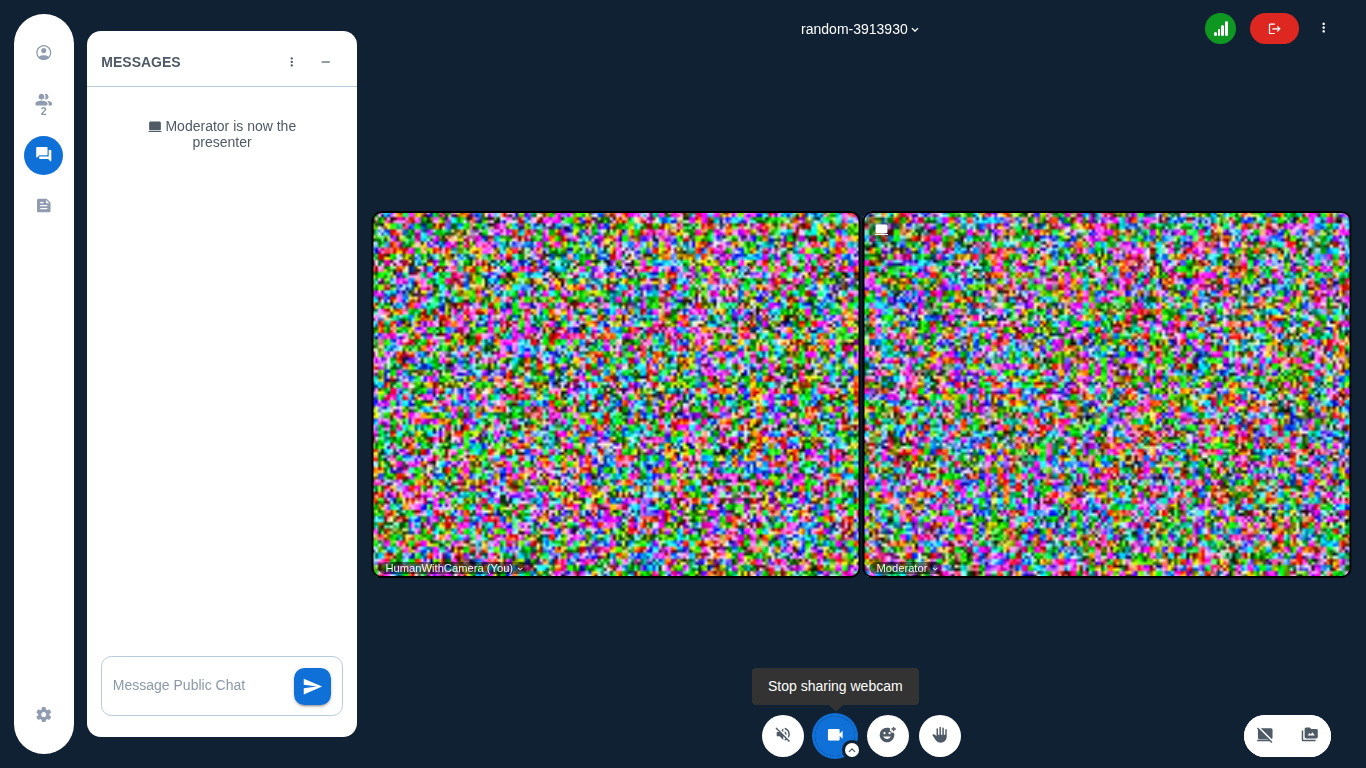 random-3913930
MESSAGES
2
Moderator is now the
presenter
HumanWithCamera (You)
Moderator
Message Public Chat
Stop sharing webcam